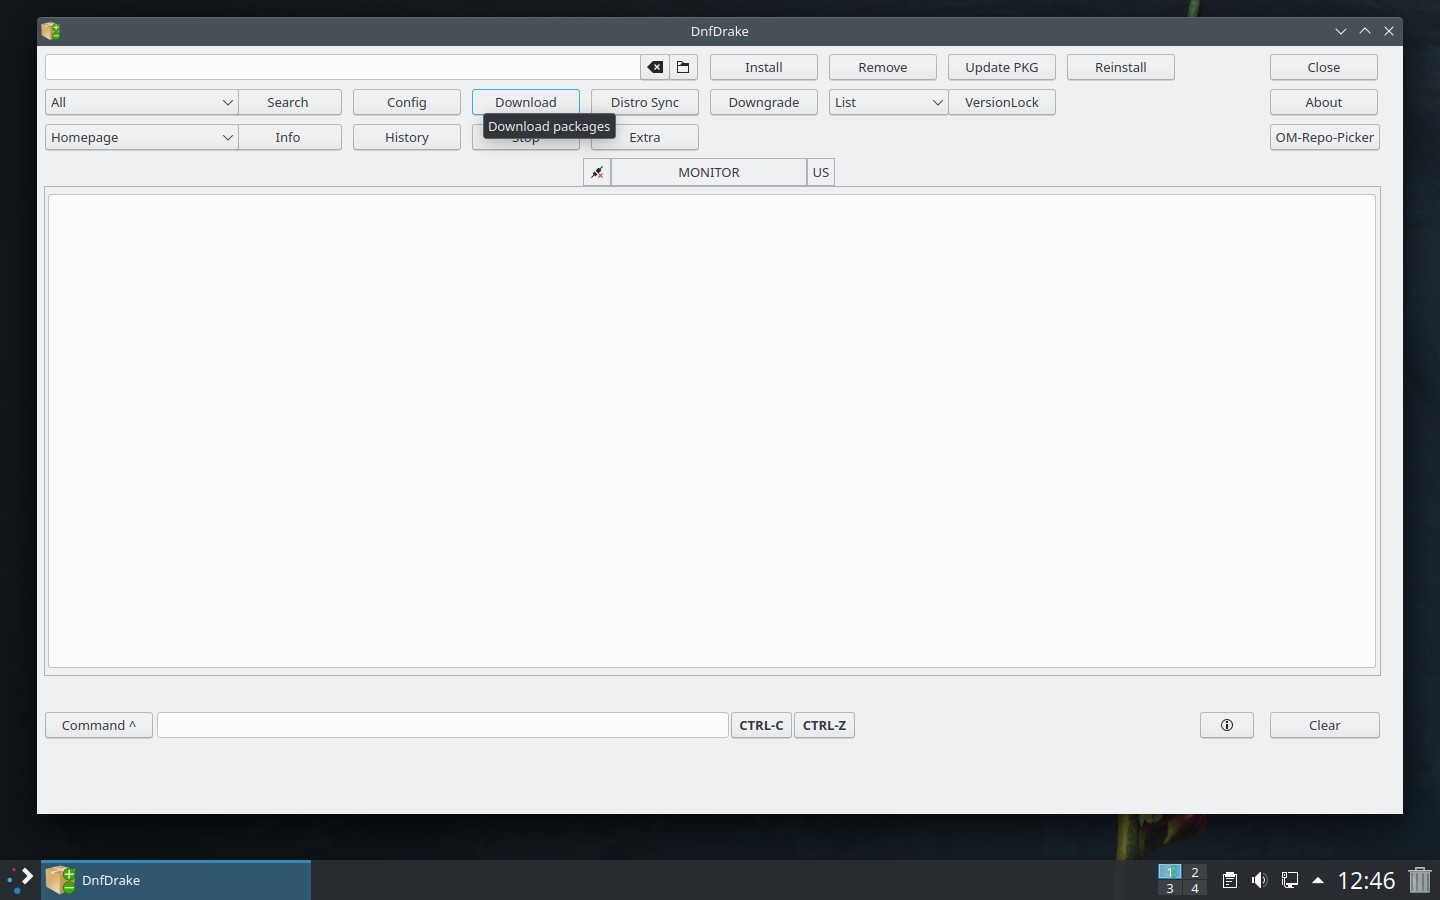 DnfDrake
Install Remove Update PKG Reinstall Close
All Search Config Download Distro Sync Downgrade List VersionLock About
Download packages
Homepage Info History Stop Extra OM-Repo-Picker
MONITOR US
Command ^ CTRL-C CTRL-Z Clear
DnfDrake 1 2 3 4 12:46